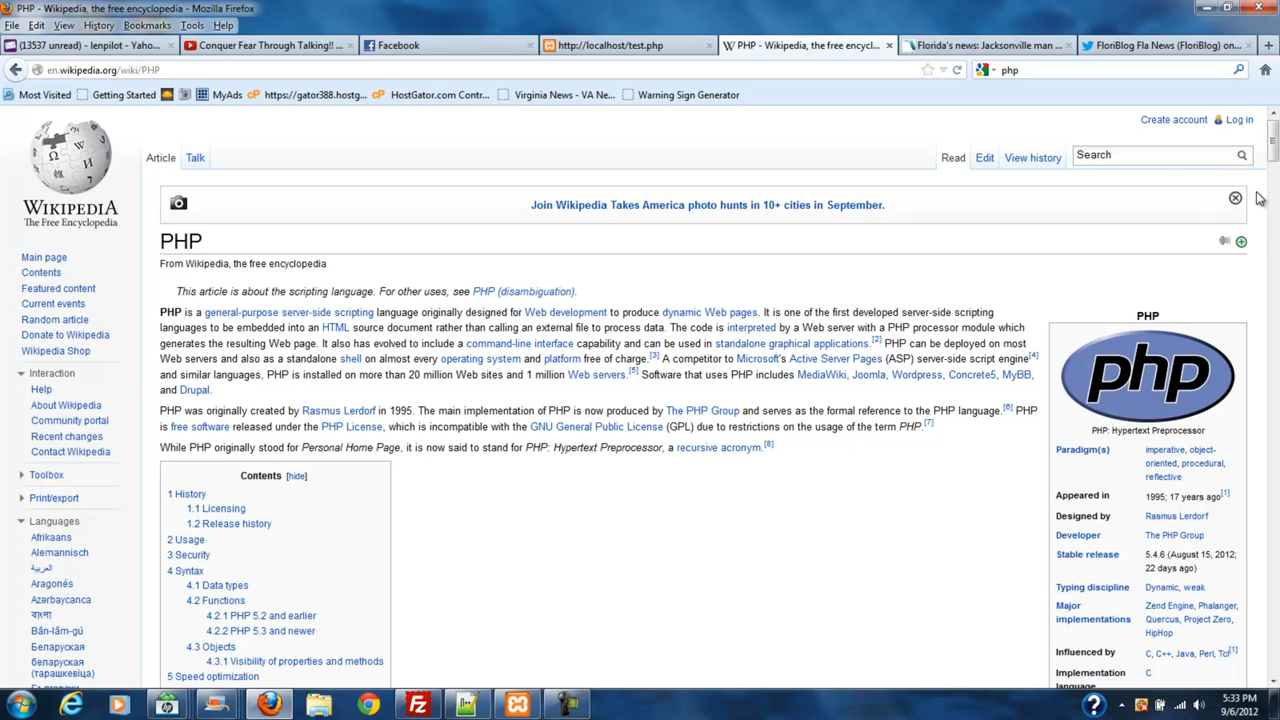 PHP - Wikipedia, the free encyclopedia - Mozilla Firefox
File Edit View History Bookmarks Tools Help
(13537 unread) - lenpilot - Yaho...
Conquer Fear Through Talking!! ...
Facebook
http://localhost/test.php
PHP - Wikipedia, the free encycl...
Florida's news: Jacksonville man ...
FloriBlog Fla News (FloriBlog) on...
en.wikipedia.org/wiki/PHP
php
Most Visited Getting Started MyAds https://gator388.hostg... HostGator.com Contr... Virginia News - VA Ne... Warning Sign Generator
Create account Log in
Article Talk Read Edit View history Search
WIKIPEDIA
The Free Encyclopedia
Join Wikipedia Takes America photo hunts in 10+ cities in September.
Main page
Contents
Featured content
Current events
Random article
Donate to Wikipedia
Wikipedia Shop
Interaction
Help
About Wikipedia
Community portal
Recent changes
Contact Wikipedia
Toolbox
Print/export
Languages
Afrikaans
Alemannisch
العربية
Aragonés
Azərbaycanca
বাংলা
Bân-lâm-gú
Беларуская
беларуская
(тарашкевіца)
PHP
From Wikipedia, the free encyclopedia
This article is about the scripting language. For other uses, see PHP (disambiguation).
PHP is a general-purpose server-side scripting language originally designed for Web development to produce dynamic Web pages. It is one of the first developed server-side scripting
languages to be embedded into an HTML source document rather than calling an external file to process data. The code is interpreted by a Web server with a PHP processor module which
generates the resulting Web page. It also has evolved to include a command-line interface capability and can be used in standalone graphical applications.[2] PHP can be deployed on most
Web servers and also as a standalone shell on almost every operating system and platform free of charge.[3] A competitor to Microsoft's Active Server Pages (ASP) server-side script engine[4]
and similar languages, PHP is installed on more than 20 million Web sites and 1 million Web servers.[5] Software that uses PHP includes MediaWiki, Joomla, Wordpress, Concrete5, MyBB,
and Drupal.
PHP was originally created by Rasmus Lerdorf in 1995. The main implementation of PHP is now produced by The PHP Group and serves as the formal reference to the PHP language.[6] PHP
is free software released under the PHP License, which is incompatible with the GNU General Public License (GPL) due to restrictions on the usage of the term PHP.[7]
While PHP originally stood for Personal Home Page, it is now said to stand for PHP: Hypertext Preprocessor, a recursive acronym.[8]
Contents [hide]
1 History
1.1 Licensing
1.2 Release history
2 Usage
3 Security
4 Syntax
4.1 Data types
4.2 Functions
4.2.1 PHP 5.2 and earlier
4.2.2 PHP 5.3 and newer
4.3 Objects
4.3.1 Visibility of properties and methods
5 Speed optimization
PHP
php
PHP: Hypertext Preprocessor
Paradigm(s) imperative, object-
oriented, procedural,
reflective
Appeared in 1995; 17 years ago[1]
Designed by Rasmus Lerdorf
Developer The PHP Group
Stable release 5.4.6 (August 15, 2012;
22 days ago)
Typing discipline Dynamic, weak
Major Zend Engine, Phalanger,
implementations Quercus, Project Zero,
HipHop
Influenced by C, C++, Java, Perl, Tcl[1]
Implementation C
language
5:33 PM
9/6/2012